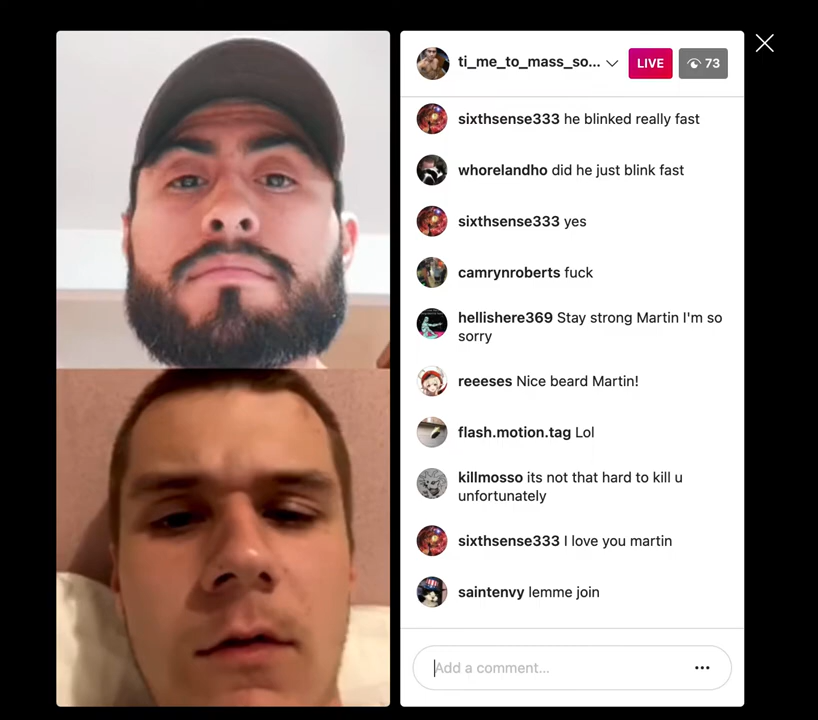 ti_me_to_mass_so...
LIVE
73
sixthsense333 he blinked really fast
whorelandho did he just blink fast
sixthsense333 yes
camrynroberts fuck
hellishere369 Stay strong Martin I'm so
sorry
reeeses Nice beard Martin!
flash.motion.tag Lol
killmosso its not that hard to kill u
unfortunately
sixthsense333 I love you martin
saintenvy lemme join
Add a comment...